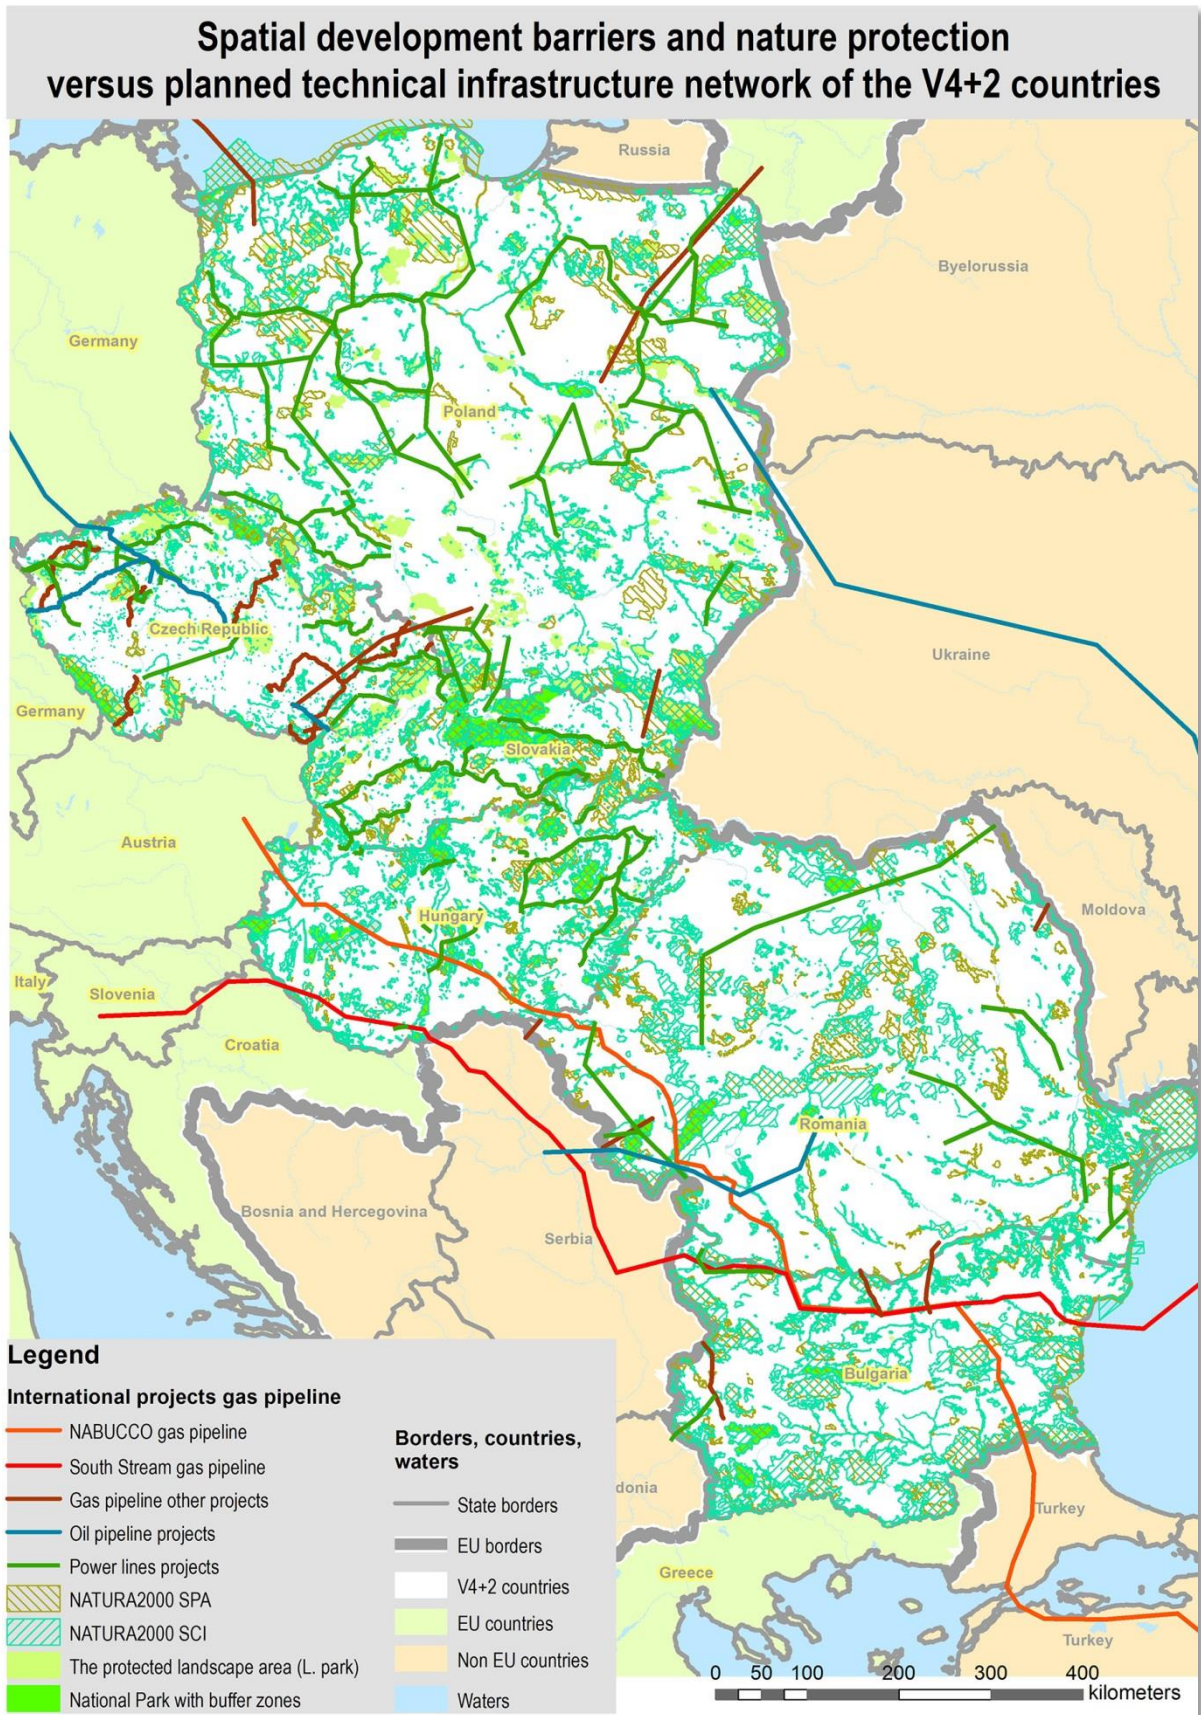 Spatial development barriers and nature protection
versus planned technical infrastructure network of the V4+2 countries
Russia
Byelorussia
Germany
Poland
Ukraine
Czech Republic
Germany
Slovakia
Austria
Moldova
Hungary
Italy
Slovenia
Croatia
Romania
Bosnia and Hercegovina
Serbia
Bulgaria
donia
Turkey
Greece
Turkey
Legend
International projects gas pipeline
NABUCCO gas pipeline
South Stream gas pipeline
Gas pipeline other projects
Oil pipeline projects
Power lines projects
NATURA2000 SPA
NATURA2000 SCI
The protected landscape area (L. park)
National Park with buffer zones
Borders, countries,
waters
State borders
EU borders
V4+2 countries
EU countries
Non EU countries
Waters
0 50 100 200 300 400
kilometers